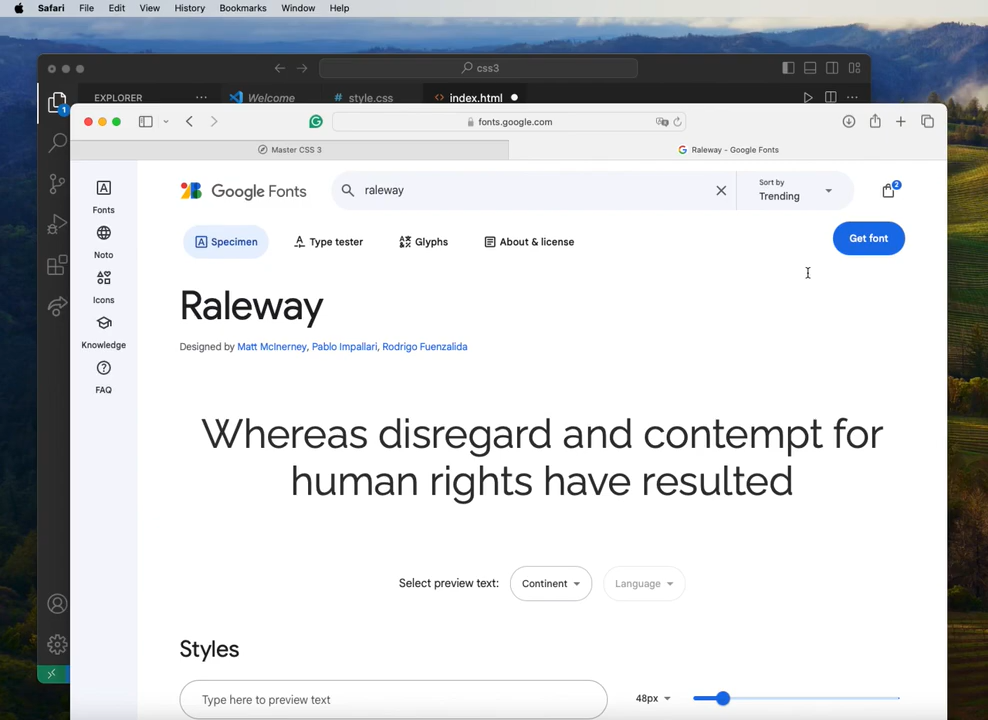 Safari File Edit View History Bookmarks Window Help
css3
EXPLORER ... Welcome # style.css <> index.html
1
fonts.google.com
Master CSS 3
Raleway - Google Fonts
Google Fonts
raleway
Sort by
Trending
2
Fonts
Noto
Icons
Knowledge
FAQ
Specimen
Type tester
Glyphs
About & license
Get font
Raleway
Designed by Matt McInerney, Pablo Impallari, Rodrigo Fuenzalida
Whereas disregard and contempt for
human rights have resulted
Select preview text: Continent Language
Styles
Type here to preview text
48px